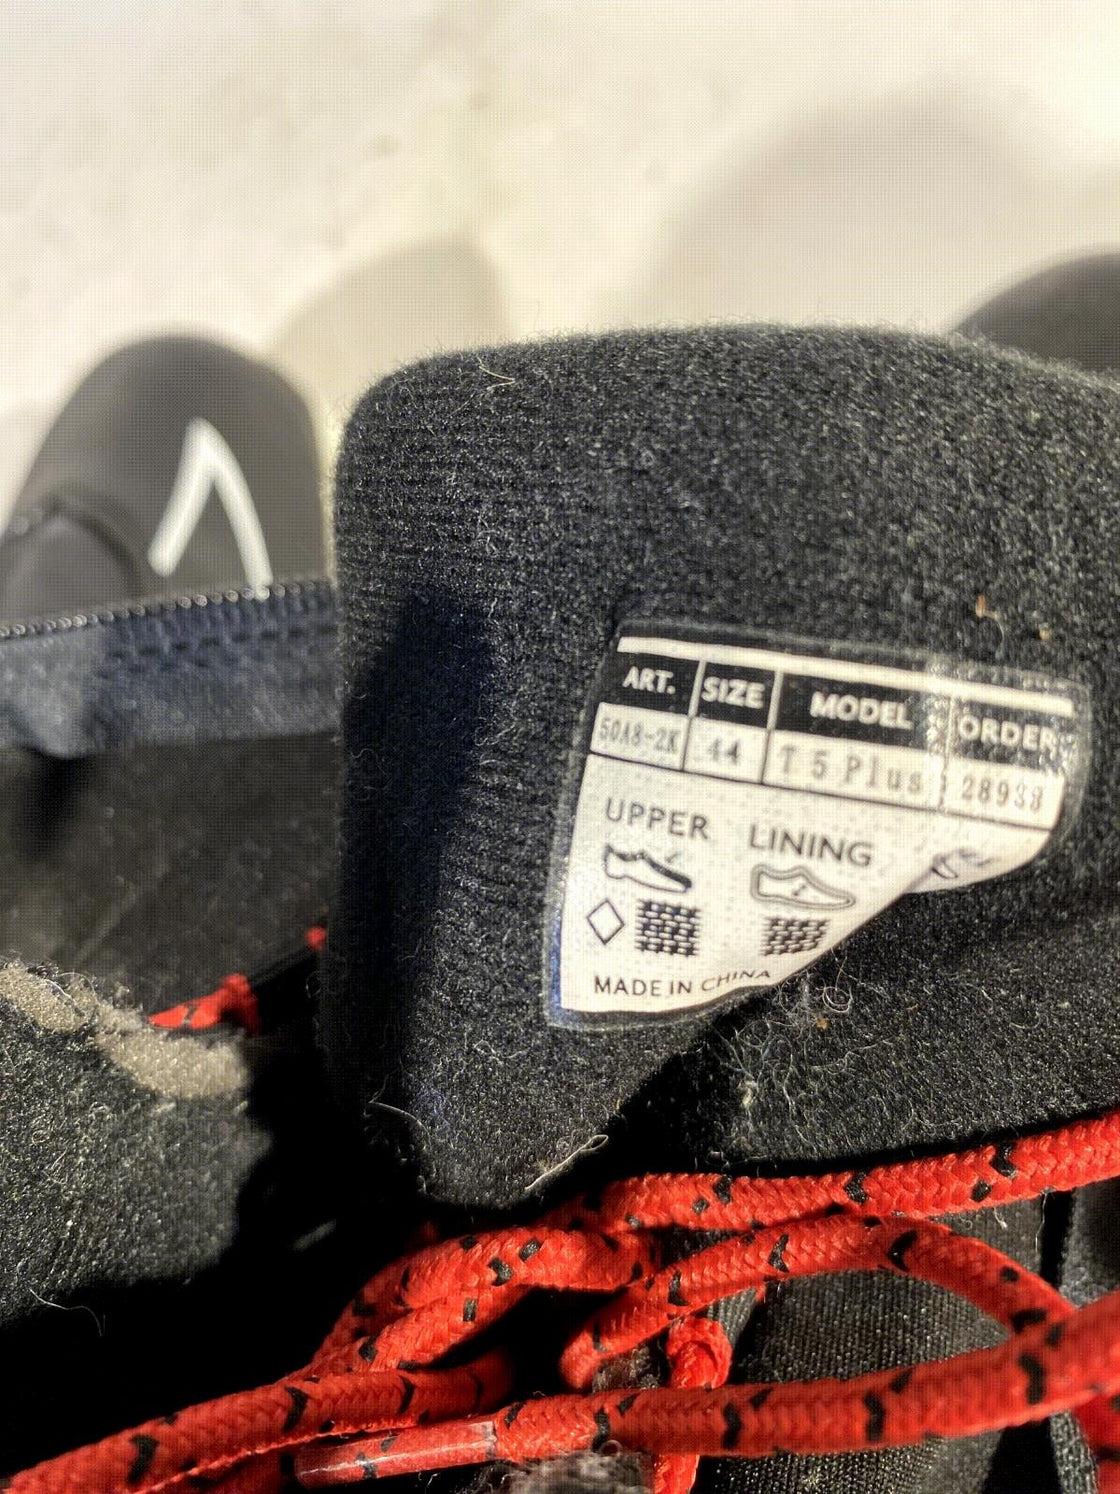 ART. SIZE MODEL ORDER
50A8-2K 44 T5 Plus 28938
UPPER LINING
MADE IN CHINA